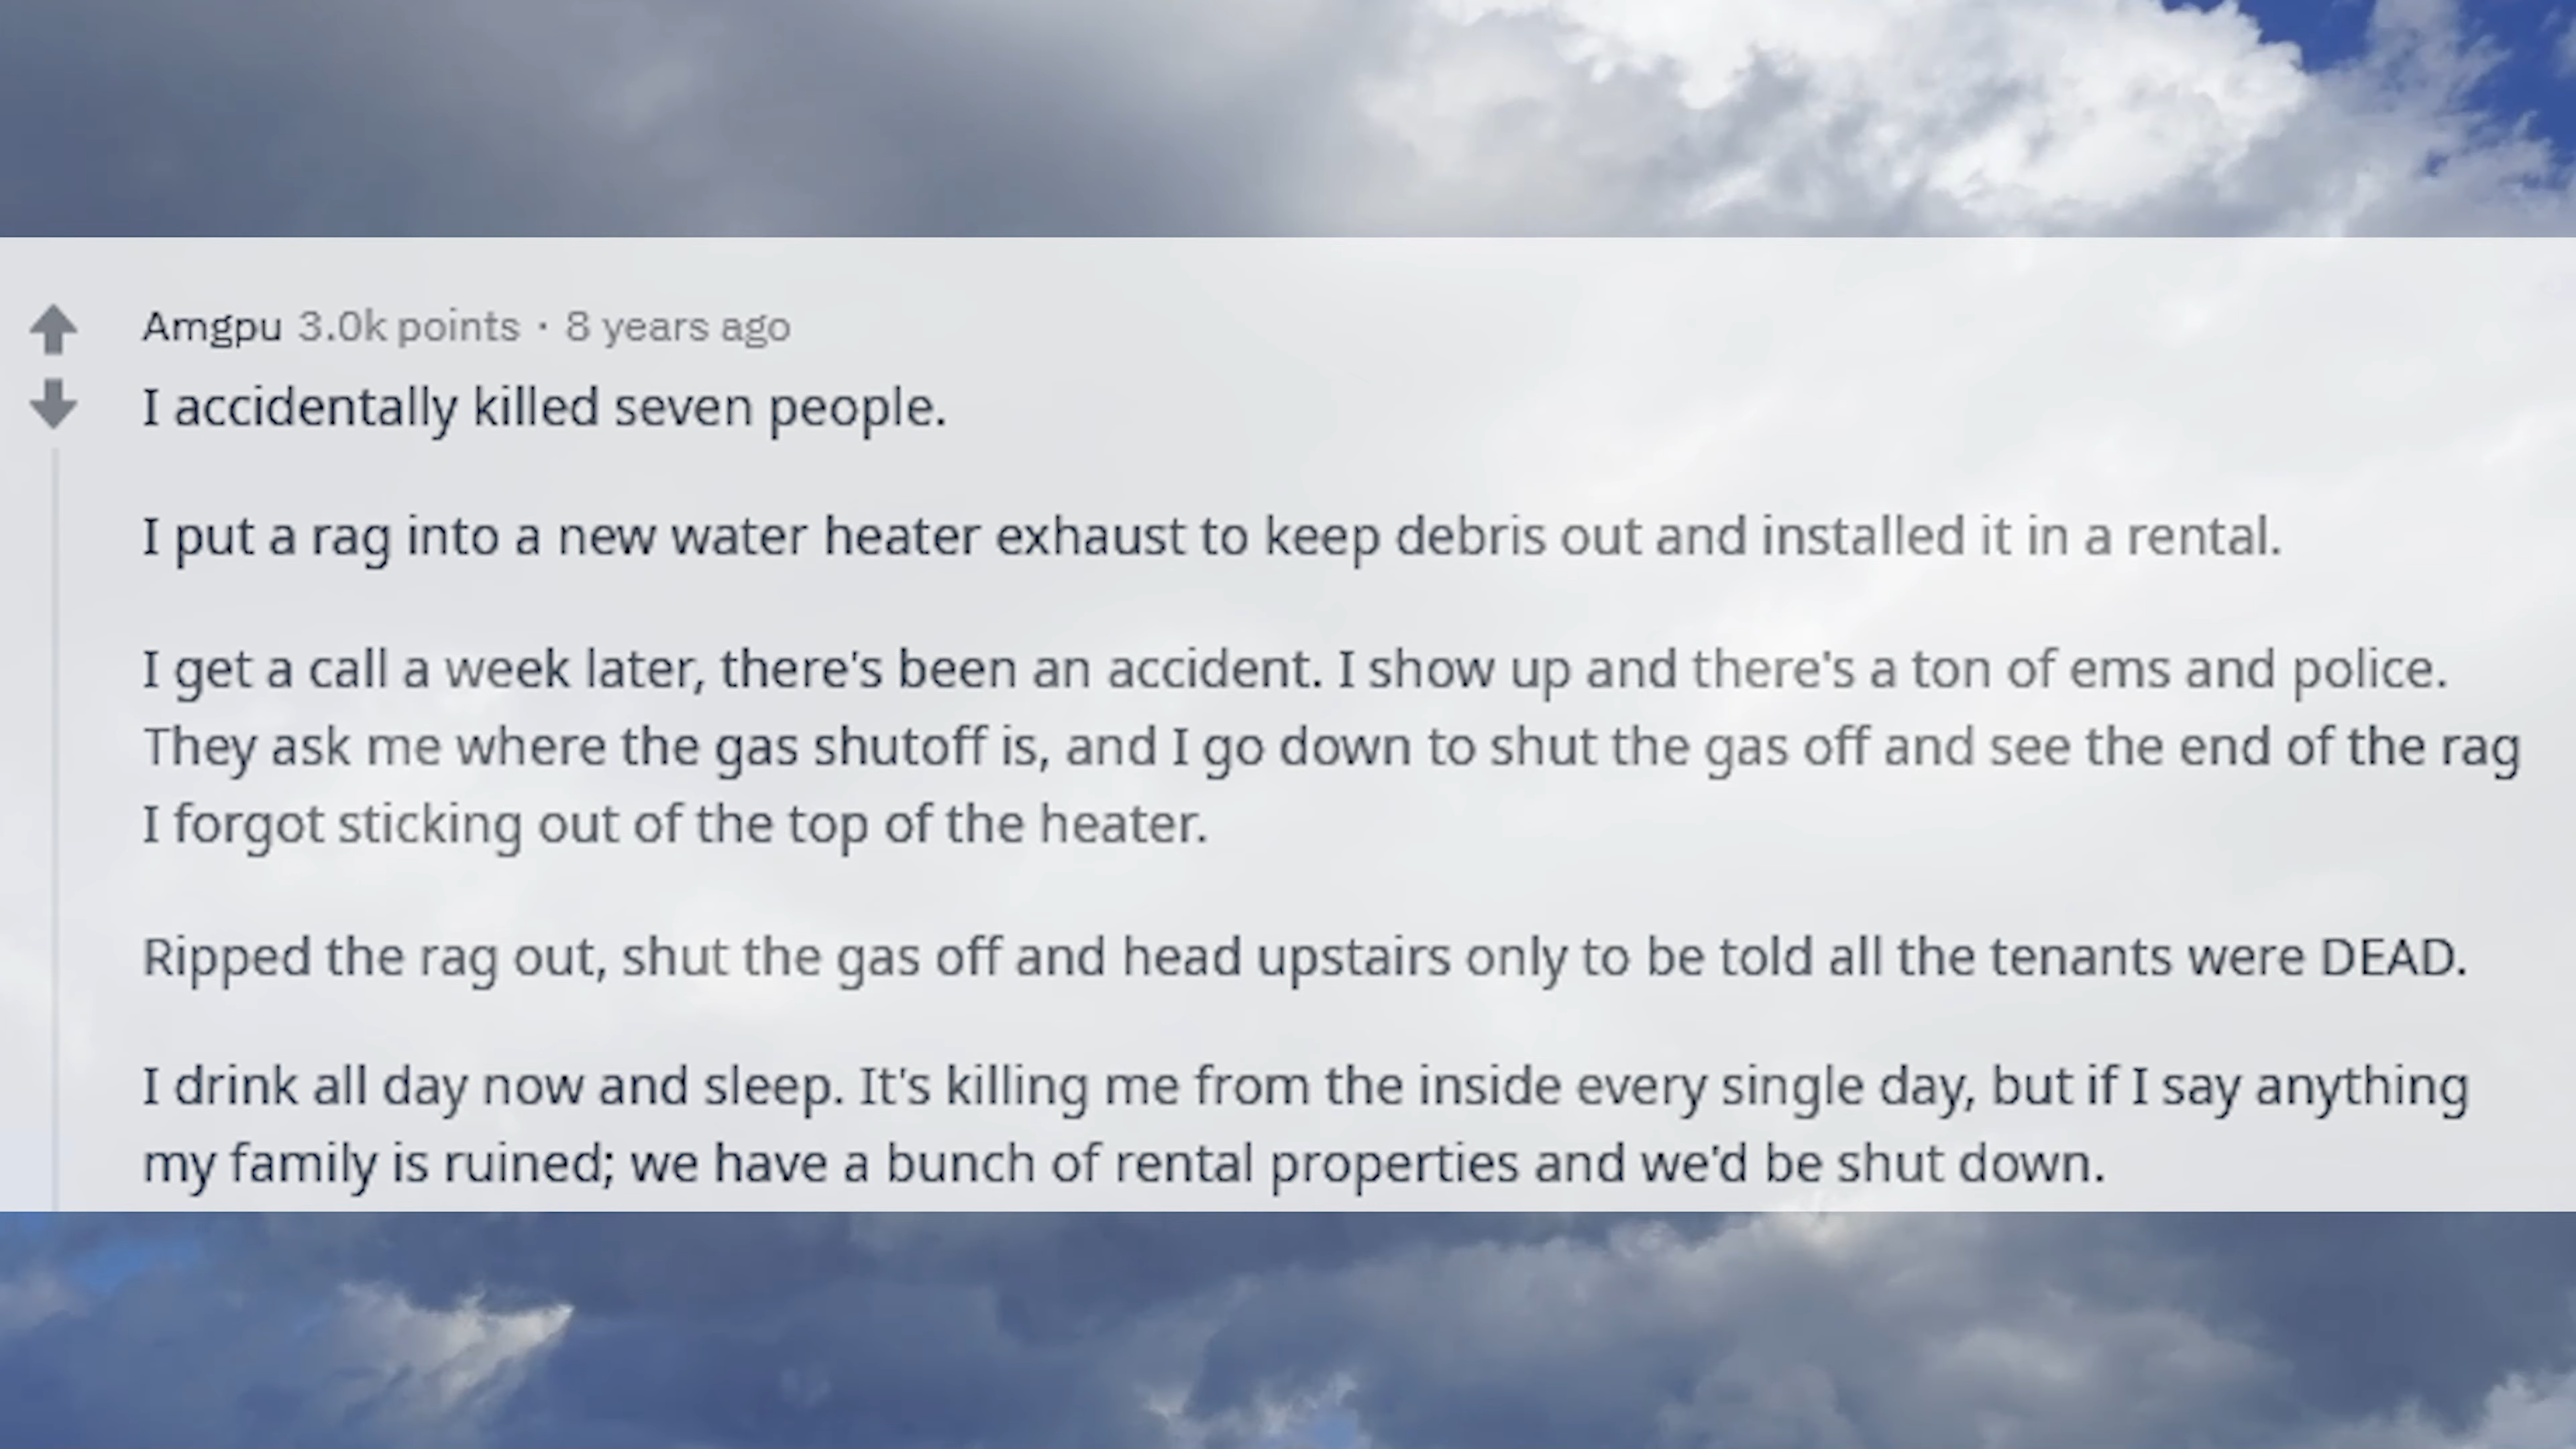 Amgpu 3.0k points · 8 years ago
I accidentally killed seven people.
I put a rag into a new water heater exhaust to keep debris out and installed it in a rental.
I get a call a week later, there's been an accident. I show up and there's a ton of ems and police.
They ask me where the gas shutoff is, and I go down to shut the gas off and see the end of the rag
I forgot sticking out of the top of the heater.
Ripped the rag out, shut the gas off and head upstairs only to be told all the tenants were DEAD.
I drink all day now and sleep. It's killing me from the inside every single day, but if I say anything
my family is ruined; we have a bunch of rental properties and we'd be shut down.